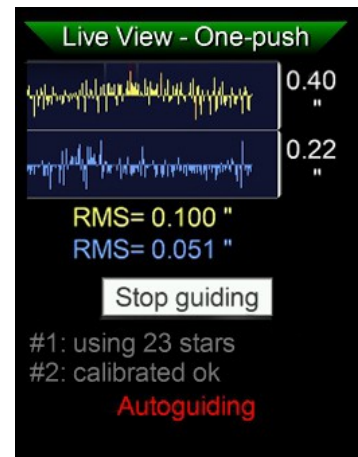 Live View - One-push
0.40
"
0.22
"
RMS= 0.100 "
RMS= 0.051 "
Stop guiding
#1: using 23 stars
#2: calibrated ok
Autoguiding